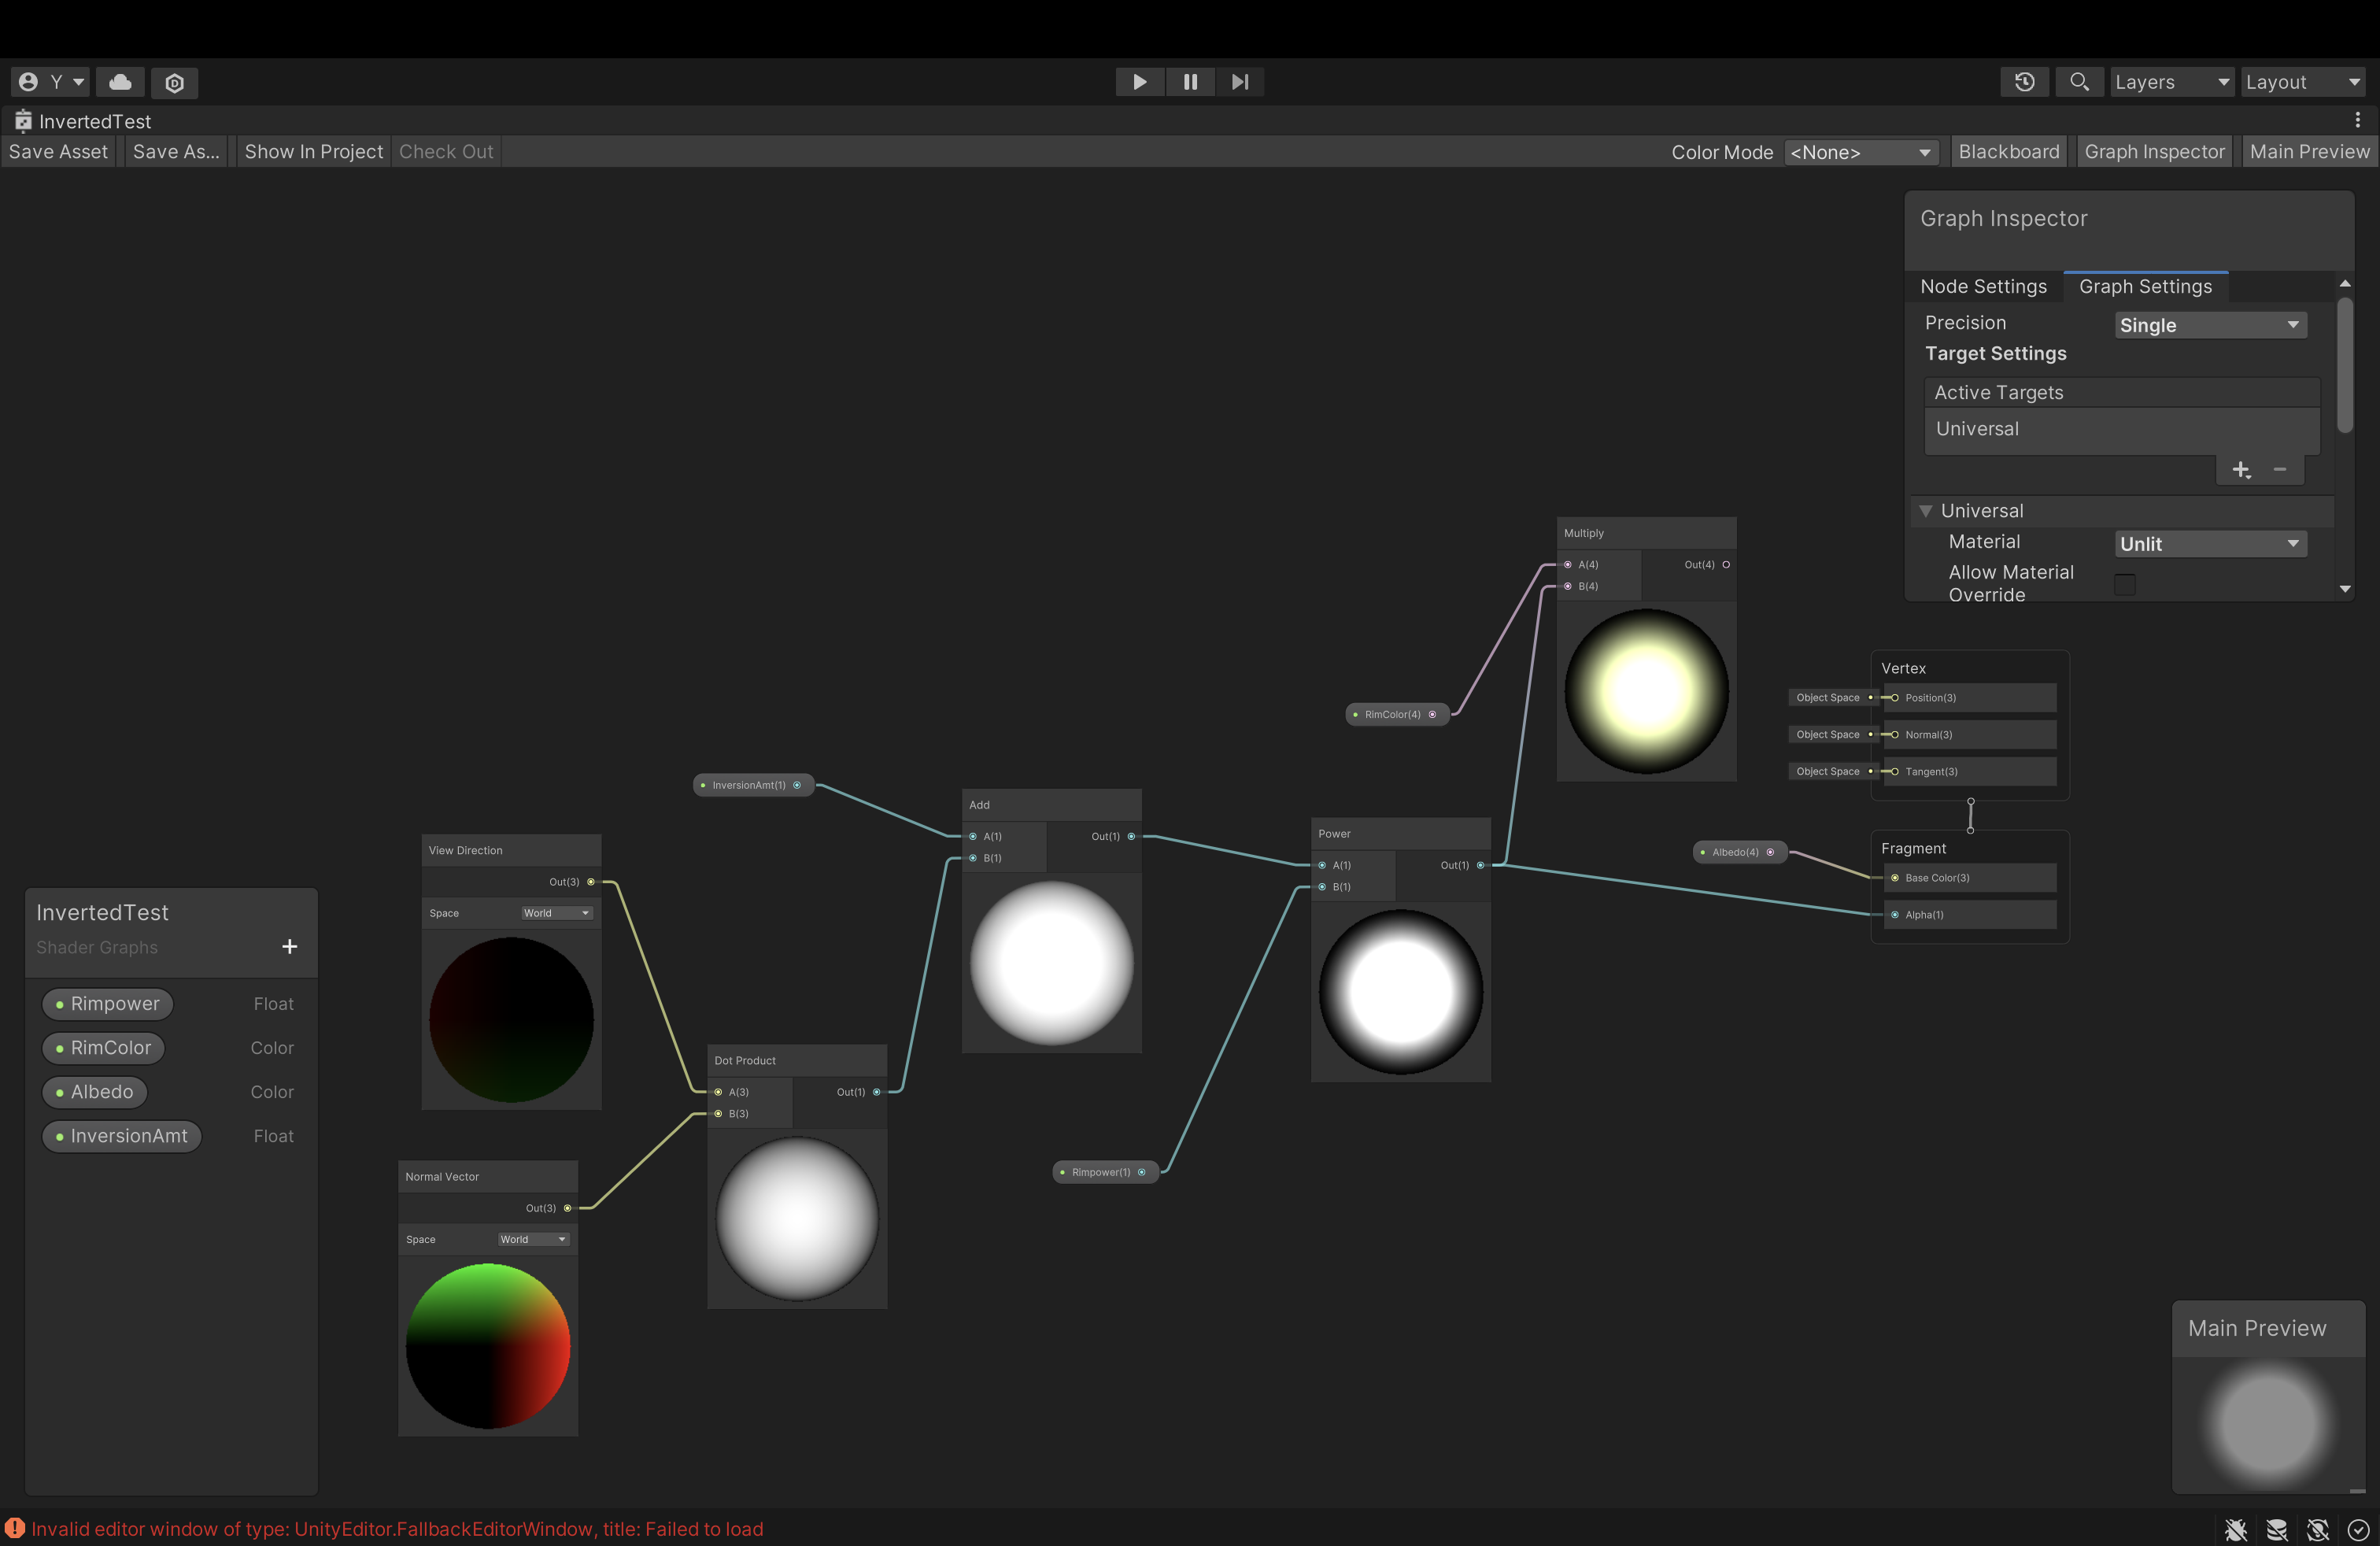 Y
Layers
Layout
InvertedTest
Save Asset
Save As...
Show In Project
Check Out
Color Mode
<None>
Blackboard
Graph Inspector
Main Preview
Graph Inspector
Node Settings
Graph Settings
Precision
Single
Target Settings
Active Targets
Universal
Universal
Material
Unlit
Allow Material
Override
Multiply
A(4)
Out(4)
B(4)
RimColor(4)
Vertex
Object Space
Position(3)
Object Space
Normal(3)
Object Space
Tangent(3)
InversionAmt(1)
Add
A(1)
Out(1)
B(1)
Power
A(1)
Out(1)
B(1)
Albedo(4)
Fragment
Base Color(3)
Alpha(1)
View Direction
Out(3)
Space
World
InvertedTest
Shader Graphs
Rimpower
Float
RimColor
Color
Albedo
Color
InversionAmt
Float
Dot Product
A(3)
Out(1)
B(3)
Normal Vector
Out(3)
Space
World
Rimpower(1)
Main Preview
Invalid editor window of type: UnityEditor.FallbackEditorWindow, title: Failed to load